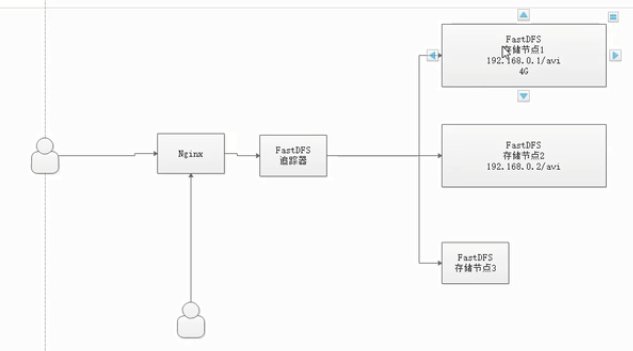 FastDFS
存储节点1
192.168.0.1/avi
4G
Nginx
FastDFS
追踪器
FastDFS
存储节点2
192.168.0.2/avi
FastDFS
存储节点3